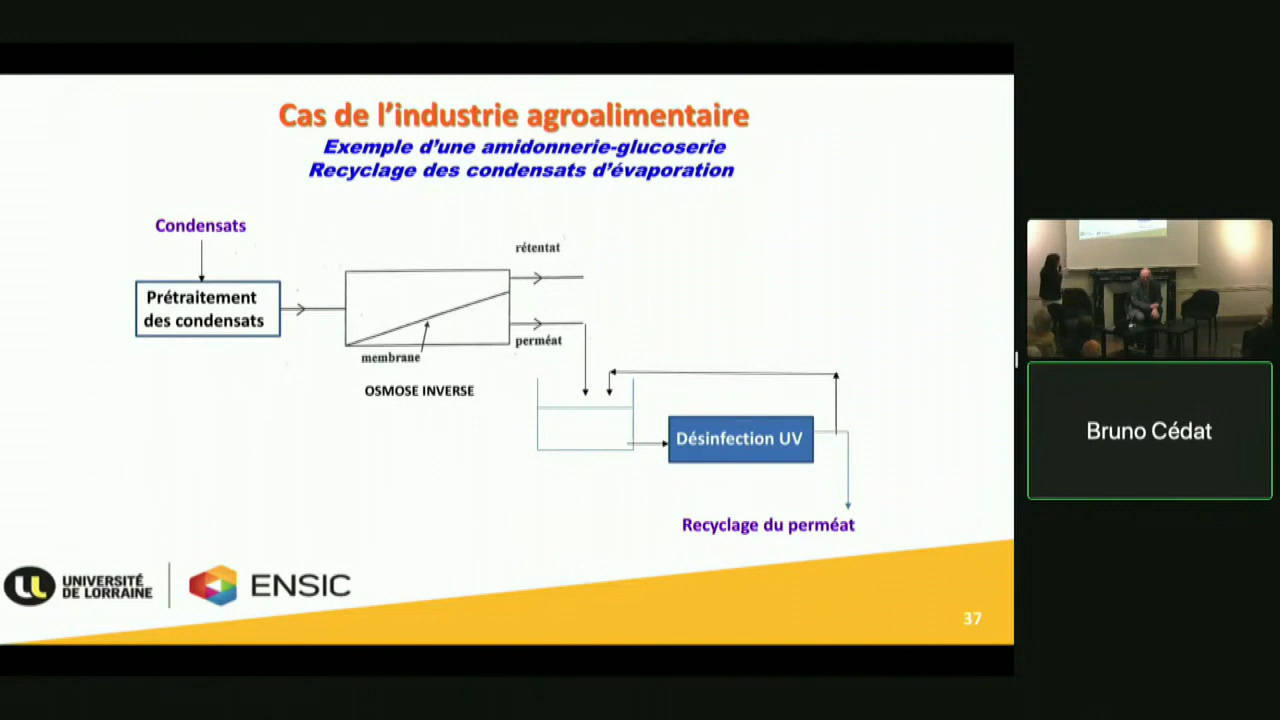 Cas de l’industrie agroalimentaire
Exemple d’une amidonnerie-glucoserie
Recyclage des condensats d’évaporation
Condensats
Prétraitement
des condensats
rétentat
perméat
membrane
OSMOSE INVERSE
Désinfection UV
Recyclage du perméat
UNIVERSITÉ
DE LORRAINE
ENSIC
37
Bruno Cédat